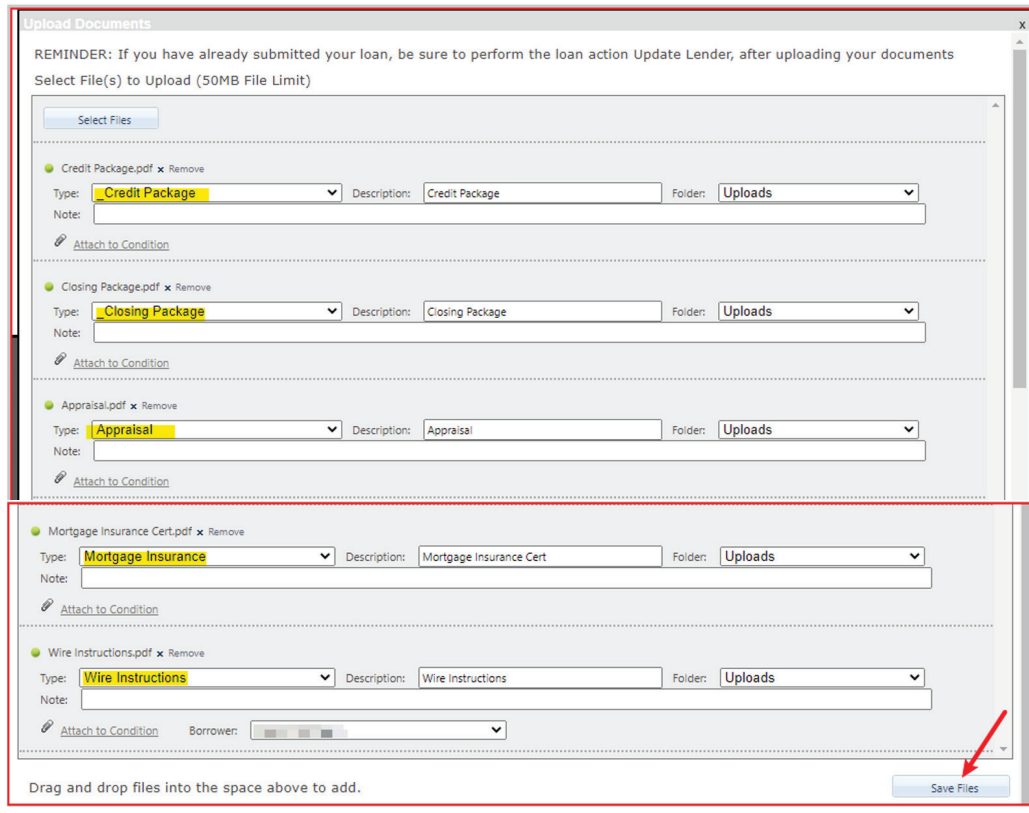 Upload Documents
x
REMINDER: If you have already submitted your loan, be sure to perform the loan action Update Lender, after uploading your documents
Select File(s) to Upload (50MB File Limit)
Select Files
Credit Package.pdf x Remove
Type: _Credit Package Description: Credit Package Folder: Uploads
Note:
Attach to Condition
Closing Package.pdf x Remove
Type: _Closing Package Description: Closing Package Folder: Uploads
Note:
Attach to Condition
Appraisal.pdf x Remove
Type: Appraisal Description: Appraisal Folder: Uploads
Note:
Attach to Condition
Mortgage Insurance Cert.pdf x Remove
Type: Mortgage Insurance Description: Mortgage Insurance Cert Folder: Uploads
Note:
Attach to Condition
Wire Instructions.pdf x Remove
Type: Wire Instructions Description: Wire Instructions Folder: Uploads
Note:
Attach to Condition Borrower:
Drag and drop files into the space above to add.
Save Files